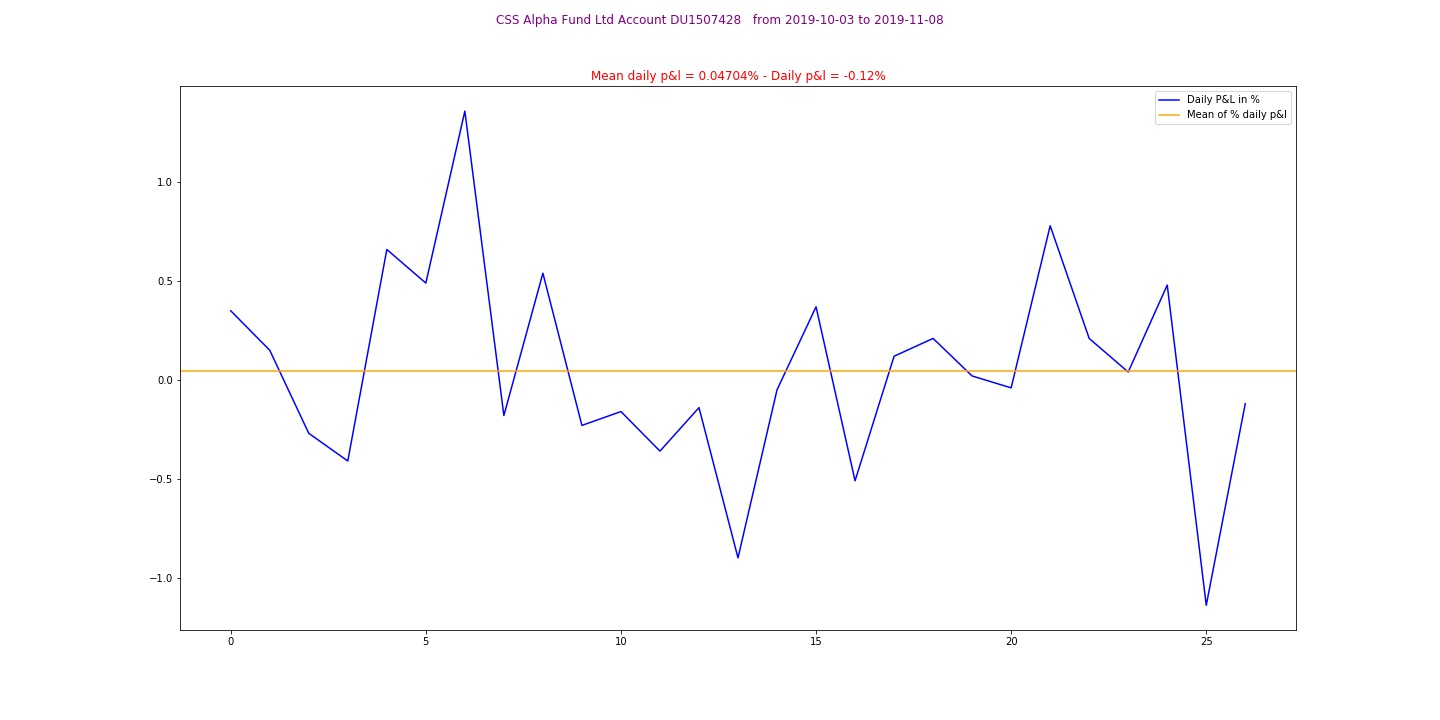 CSS Alpha Fund Ltd Account DU1507428   from 2019-10-03 to 2019-11-08
Mean daily p&l = 0.04704% - Daily p&l = -0.12%
Daily P&L in %
Mean of % daily p&l
1.0
0.5
0.0
−0.5
−1.0
0 5 10 15 20 25